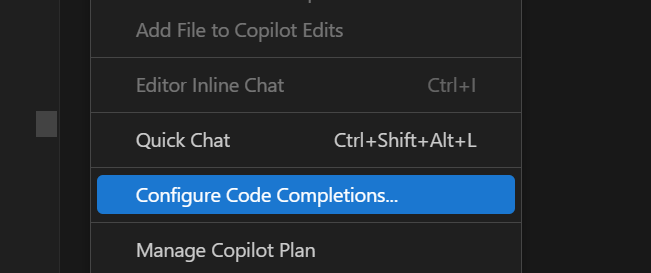 Add File to Copilot Edits
Editor Inline Chat Ctrl+I
Quick Chat Ctrl+Shift+Alt+L
Configure Code Completions...
Manage Copilot Plan